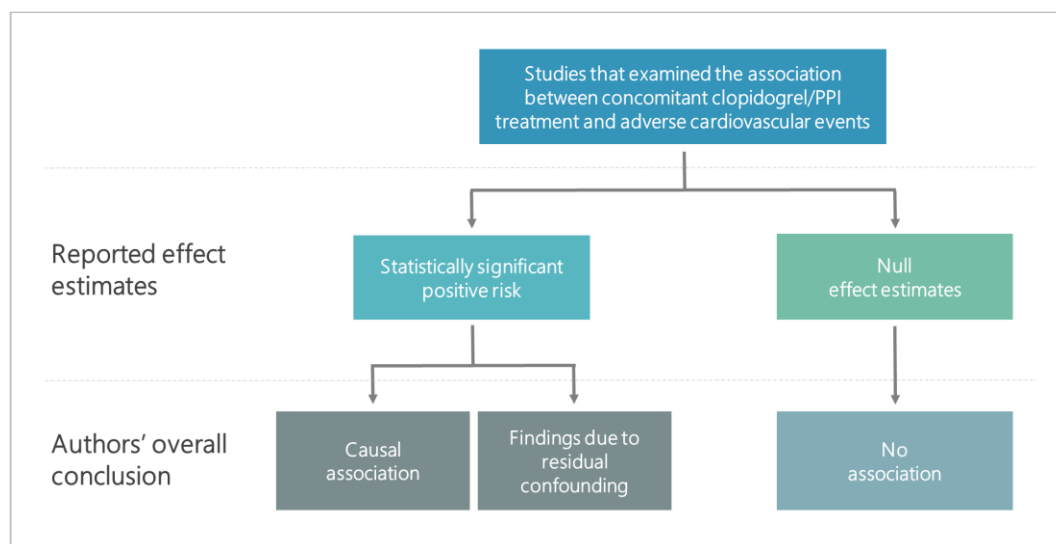 Studies that examined the association
between concomitant clopidogrel/PPI
treatment and adverse cardiovascular events
Reported effect
estimates
Statistically significant
positive risk
Null
effect estimates
Authors' overall
conclusion
Causal
association
Findings due to
residual
confounding
No
association